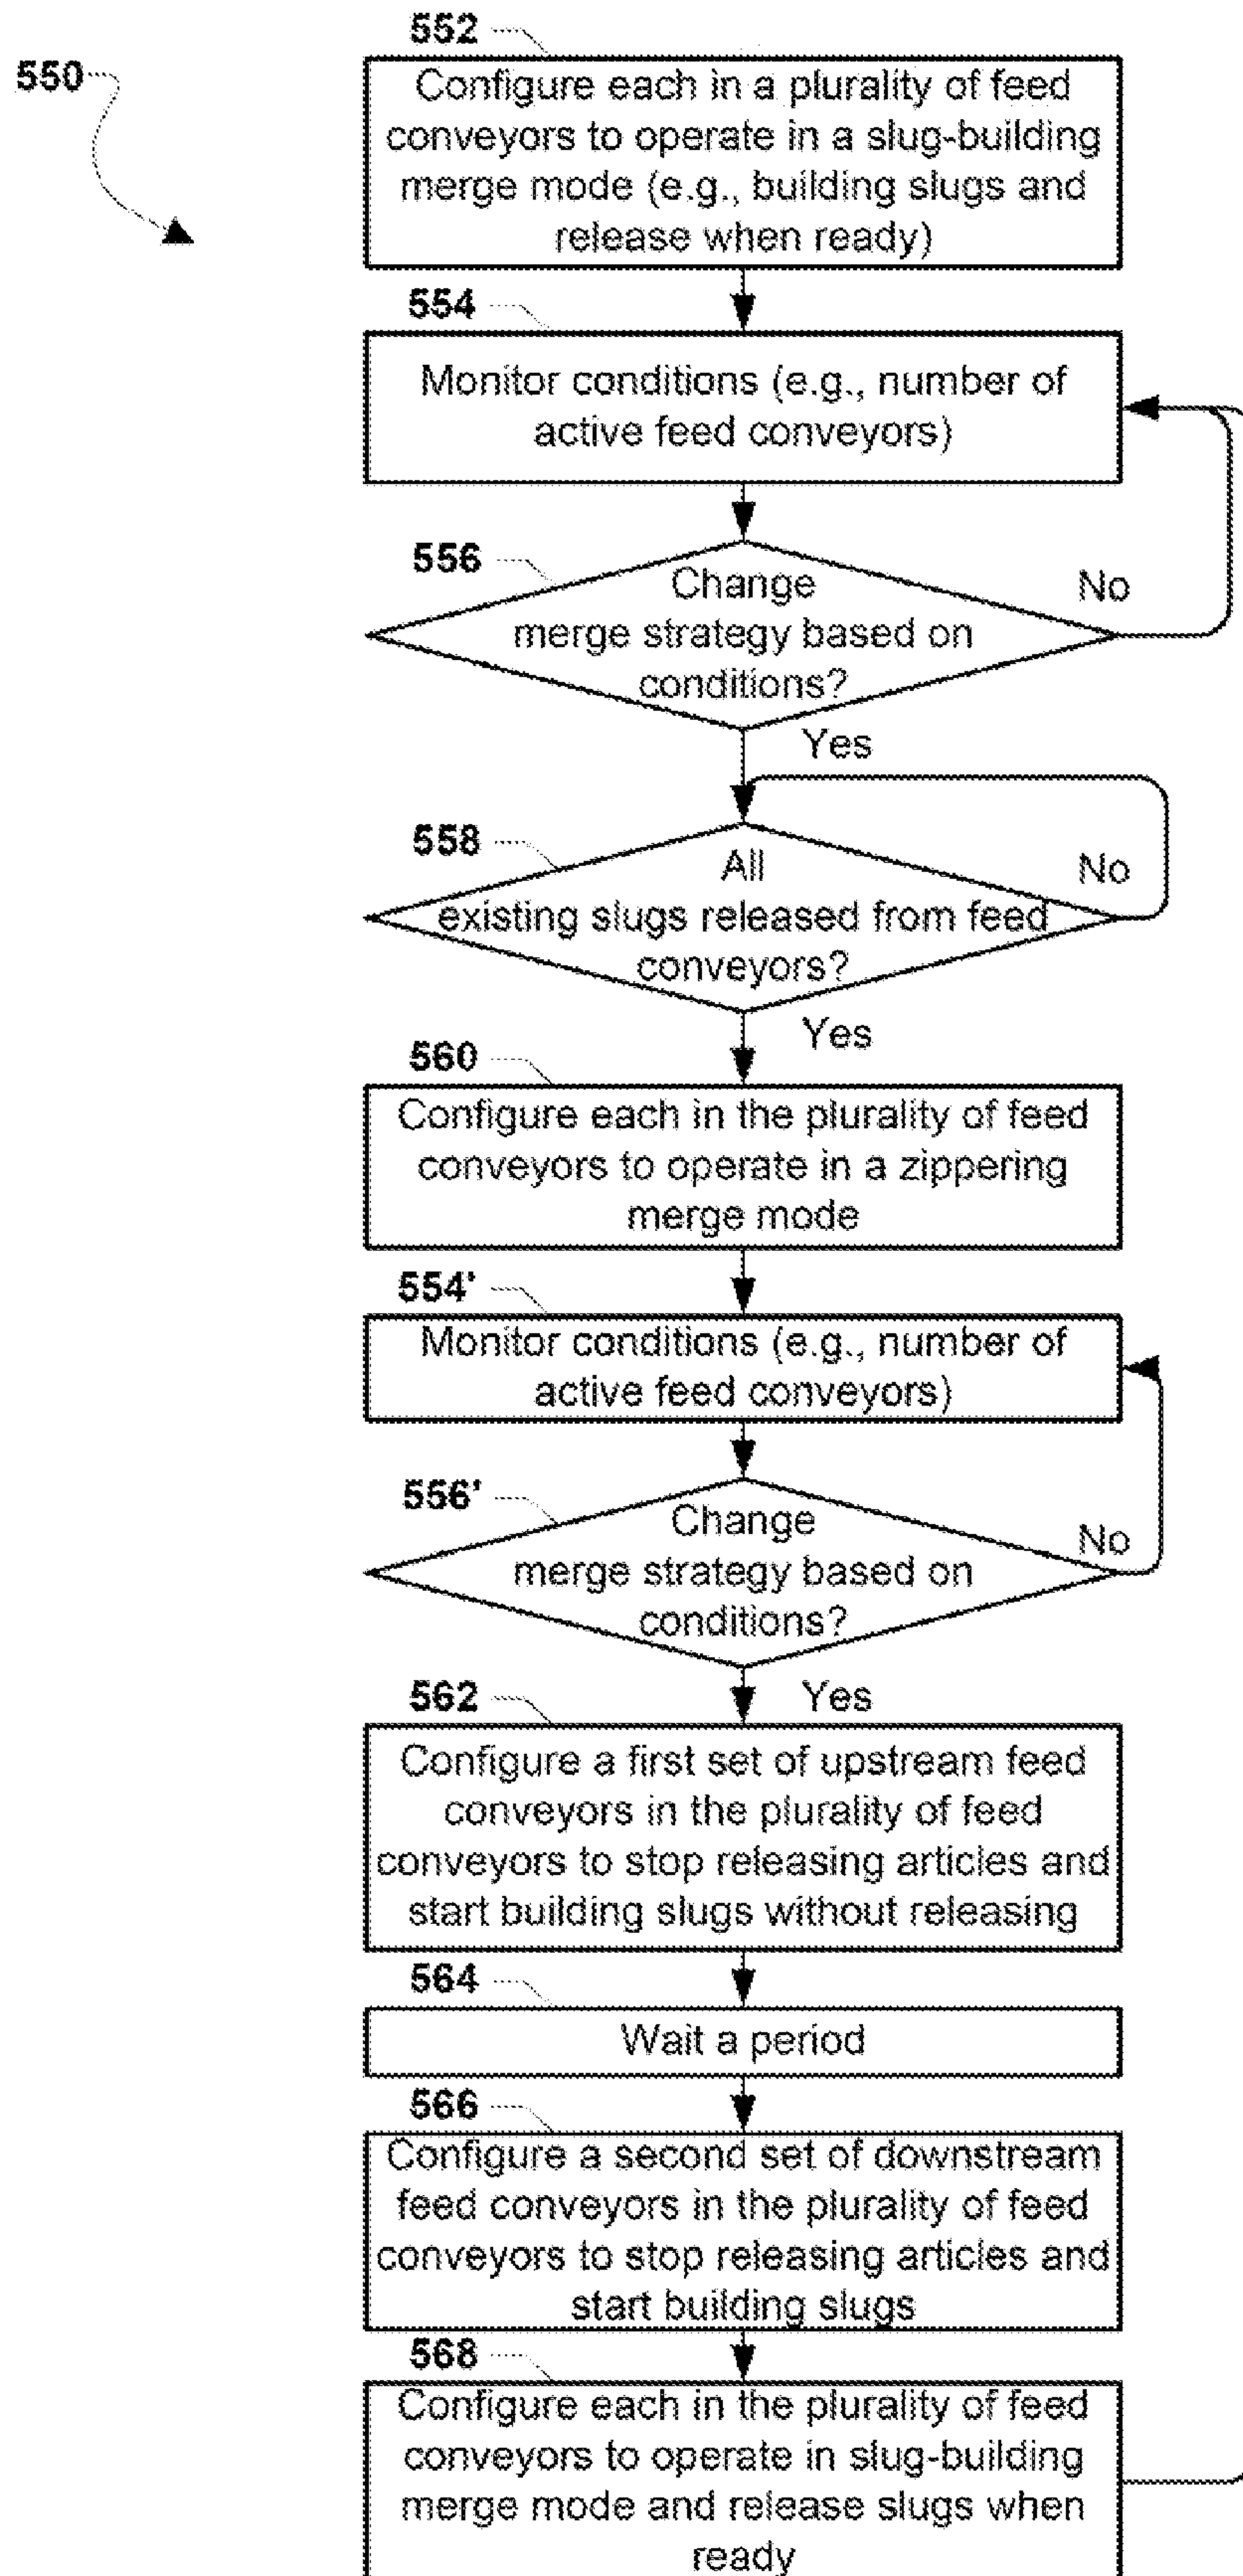 552
550
Configure each in a plurality of feed
conveyors to operate in a slug-building
merge mode (e.g., building slugs and
release when ready)
554
Monitor conditions (e.g., number of
active feed conveyors)
556
Change
merge strategy based on
conditions?
No
Yes
558
All
existing slugs released from feed
conveyors?
No
Yes
560
Configure each in the plurality of feed
conveyors to operate in a zippering
merge mode
554'
Monitor conditions (e.g., number of
active feed conveyors)
556'
Change
merge strategy based on
conditions?
No
Yes
562
Configure a first set of upstream feed
conveyors in the plurality of feed
conveyors to stop releasing articles and
start building slugs without releasing
564
Wait a period
566
Configure a second set of downstream
feed conveyors in the plurality of feed
conveyors to stop releasing articles and
start building slugs
568
Configure each in the plurality of feed
conveyors to operate in slug-building
merge mode and release slugs when
ready